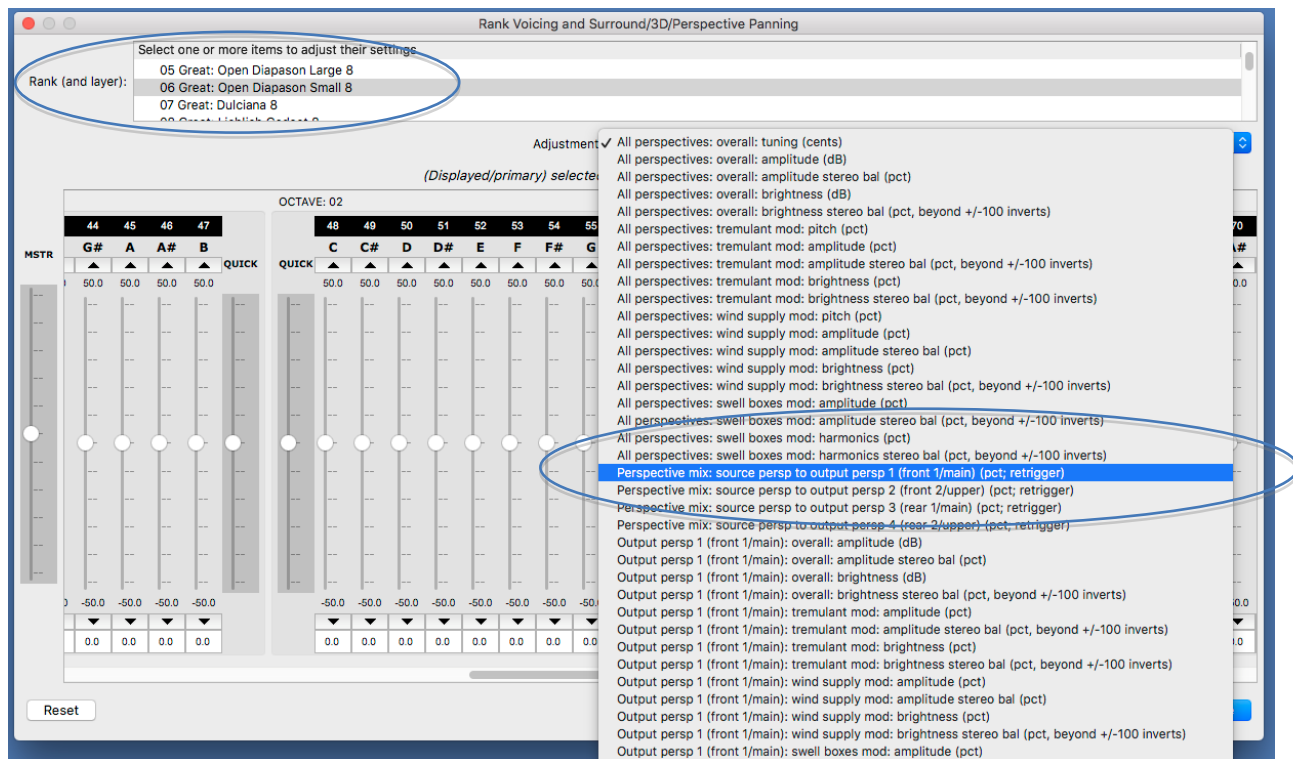 Rank Voicing and Surround/3D/Perspective Panning
Select one or more items to adjust their settings
Rank (and layer):
05 Great: Open Diapason Large 8
06 Great: Open Diapason Small 8
07 Great: Dulciana 8
Adjustment
✓ All perspectives: overall: tuning (cents)
All perspectives: overall: amplitude (dB)
All perspectives: overall: amplitude stereo bal (pct)
All perspectives: overall: brightness (dB)
All perspectives: overall: brightness stereo bal (pct, beyond +/-100 inverts)
All perspectives: tremulant mod: pitch (pct)
All perspectives: tremulant mod: amplitude (pct)
All perspectives: tremulant mod: amplitude stereo bal (pct, beyond +/-100 inverts)
All perspectives: tremulant mod: brightness (pct)
All perspectives: tremulant mod: brightness stereo bal (pct, beyond +/-100 inverts)
All perspectives: wind supply mod: pitch (pct)
All perspectives: wind supply mod: amplitude (pct)
All perspectives: wind supply mod: amplitude stereo bal (pct)
All perspectives: wind supply mod: brightness (pct)
All perspectives: wind supply mod: brightness stereo bal (pct, beyond +/-100 inverts)
All perspectives: swell boxes mod: amplitude (pct)
All perspectives: swell boxes mod: amplitude stereo bal (pct, beyond +/-100 inverts)
All perspectives: swell boxes mod: harmonics (pct)
All perspectives: swell boxes mod: harmonics stereo bal (pct, beyond +/-100 inverts)
Perspective mix: source persp to output persp 1 (front 1/main) (pct; retrigger)
Perspective mix: source persp to output persp 2 (front 2/upper) (pct; retrigger)
Perspective mix: source persp to output persp 3 (rear 1/main) (pct; retrigger)
Perspective mix: source persp to output persp 4 (rear 2/upper) (pct; retrigger)
Output persp 1 (front 1/main): overall: amplitude (dB)
Output persp 1 (front 1/main): overall: amplitude stereo bal (pct)
Output persp 1 (front 1/main): overall: brightness (dB)
Output persp 1 (front 1/main): overall: brightness stereo bal (pct, beyond +/-100 inverts)
Output persp 1 (front 1/main): tremulant mod: amplitude (pct)
Output persp 1 (front 1/main): tremulant mod: amplitude stereo bal (pct, beyond +/-100 inverts)
Output persp 1 (front 1/main): tremulant mod: brightness (pct)
Output persp 1 (front 1/main): tremulant mod: brightness stereo bal (pct, beyond +/-100 inverts)
Output persp 1 (front 1/main): wind supply mod: amplitude (pct)
Output persp 1 (front 1/main): wind supply mod: amplitude stereo bal (pct)
Output persp 1 (front 1/main): wind supply mod: brightness (pct)
Output persp 1 (front 1/main): wind supply mod: brightness stereo bal (pct, beyond +/-100 inverts)
Output persp 1 (front 1/main): swell boxes mod: amplitude (pct)
(Displayed/primary)
OCTAVE: 02
44 45 46 47 48 49 50 51 52 53 54 55 70
MSTR
G# A A# B C C# D D# E F F# G
QUICK QUICK
50.0 50.0 50.0 50.0 50.0 50.0 50.0 50.0 50.0 50.0 50.0
-50.0 -50.0 -50.0 -50.0 -50.0 -50.0 -50.0 -50.0 -50.0 -50.0 -50.0
0.0 0.0 0.0 0.0 0.0 0.0 0.0 0.0 0.0 0.0 0.0 0.0
Reset